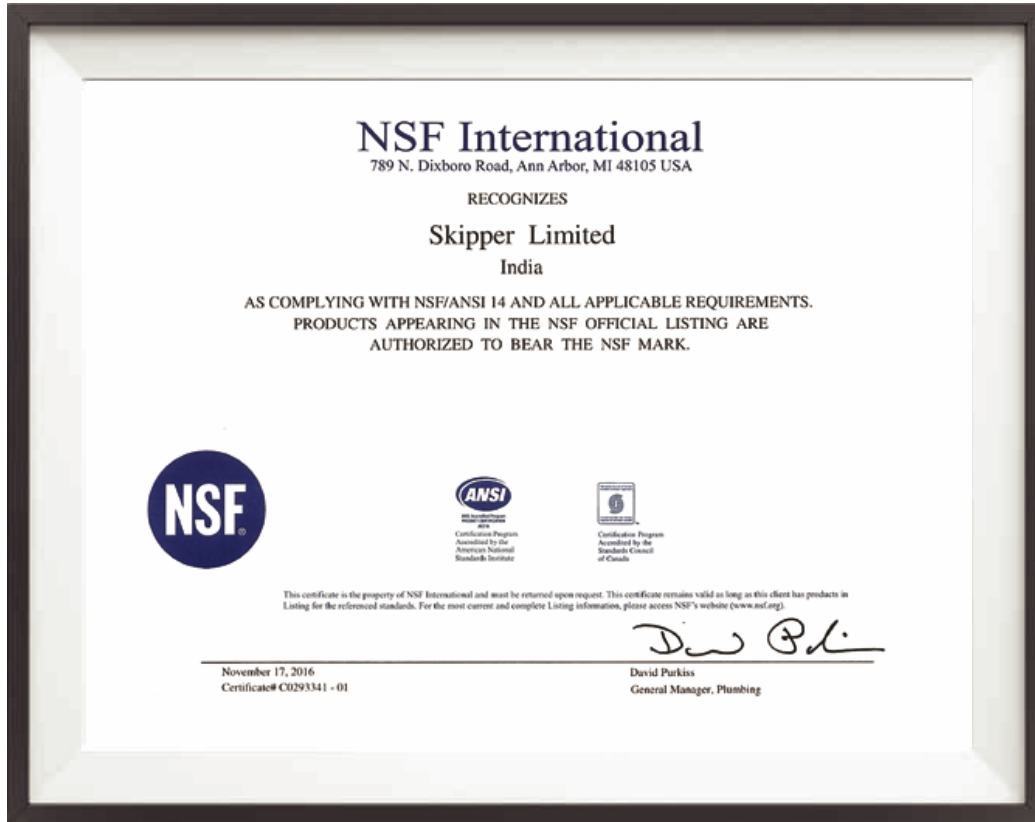 NSF International
789 N. Dixboro Road, Ann Arbor, MI 48105 USA
RECOGNIZES
Skipper Limited
India
AS COMPLYING WITH NSF/ANSI 14 AND ALL APPLICABLE REQUIREMENTS.
PRODUCTS APPEARING IN THE NSF OFFICIAL LISTING ARE
AUTHORIZED TO BEAR THE NSF MARK.
NSF®
ANSI
Certification Program
Accredited by the
American National
Standards Institute
Certification Program
Accredited by the
Standards Council
of Canada
This certificate is the property of NSF International and must be returned upon request. This certificate remains valid as long as this client has products in
Listing for the referenced standards. For the most current and complete Listing information, please access NSF's website (www.nsf.org).
November 17, 2016
Certificate# C0293341 - 01
David Purkiss
General Manager, Plumbing